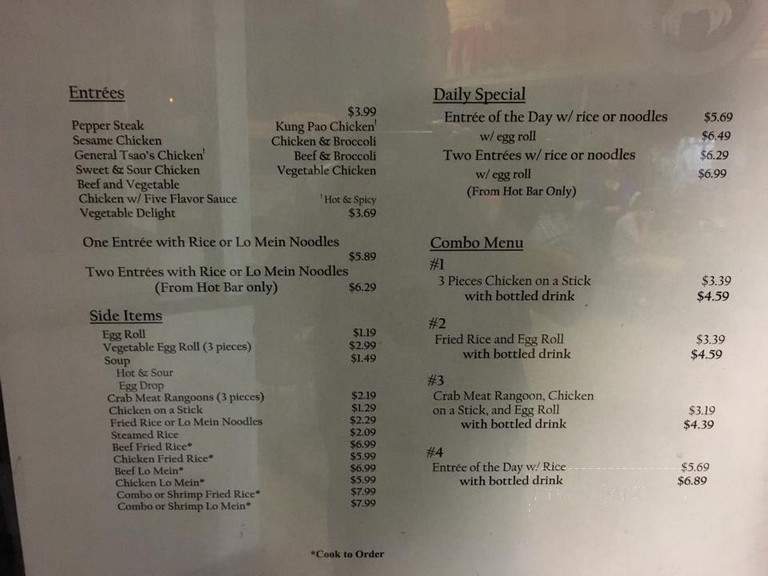 Entrées
$3.99
Pepper Steak Kung Pao Chicken!
Sesame Chicken Chicken & Broccoli
General Tsao's Chicken! Beef & Broccoli
Sweet & Sour Chicken Vegetable Chicken
Beef and Vegetable
Chicken w/ Five Flavor Sauce !Hot & Spicy
Vegetable Delight $3.69
One Entrée with Rice or Lo Mein Noodles
$5.89
Two Entrées with Rice or Lo Mein Noodles
(From Hot Bar only) $6.29
Side Items
Egg Roll $1.19
Vegetable Egg Roll (3 pieces) $2.99
Soup $1.49
Hot & Sour
Egg Drop
Crab Meat Rangoons (3 pieces) $2.19
Chicken on a Stick $1.29
Fried Rice or Lo Mein Noodles $2.29
Steamed Rice $2.09
Beef Fried Rice* $6.99
Chicken Fried Rice* $5.99
Beef Lo Mein* $6.99
Chicken Lo Mein* $5.99
Combo or Shrimp Fried Rice* $7.99
Combo or Shrimp Lo Mein* $7.99
Daily Special
Entrée of the Day w/ rice or noodles $5.69
w/ egg roll $6.49
Two Entrées w/ rice or noodles $6.29
w/ egg roll $6.99
(From Hot Bar Only)
Combo Menu
#1
3 Pieces Chicken on a Stick $3.39
with bottled drink $4.59
#2
Fried Rice and Egg Roll $3.39
with bottled drink $4.59
#3
Crab Meat Rangoon, Chicken
on a Stick, and Egg Roll $3.19
with bottled drink $4.39
#4
Entrée of the Day w/ Rice $5.69
with bottled drink $6.89
*Cook to Order